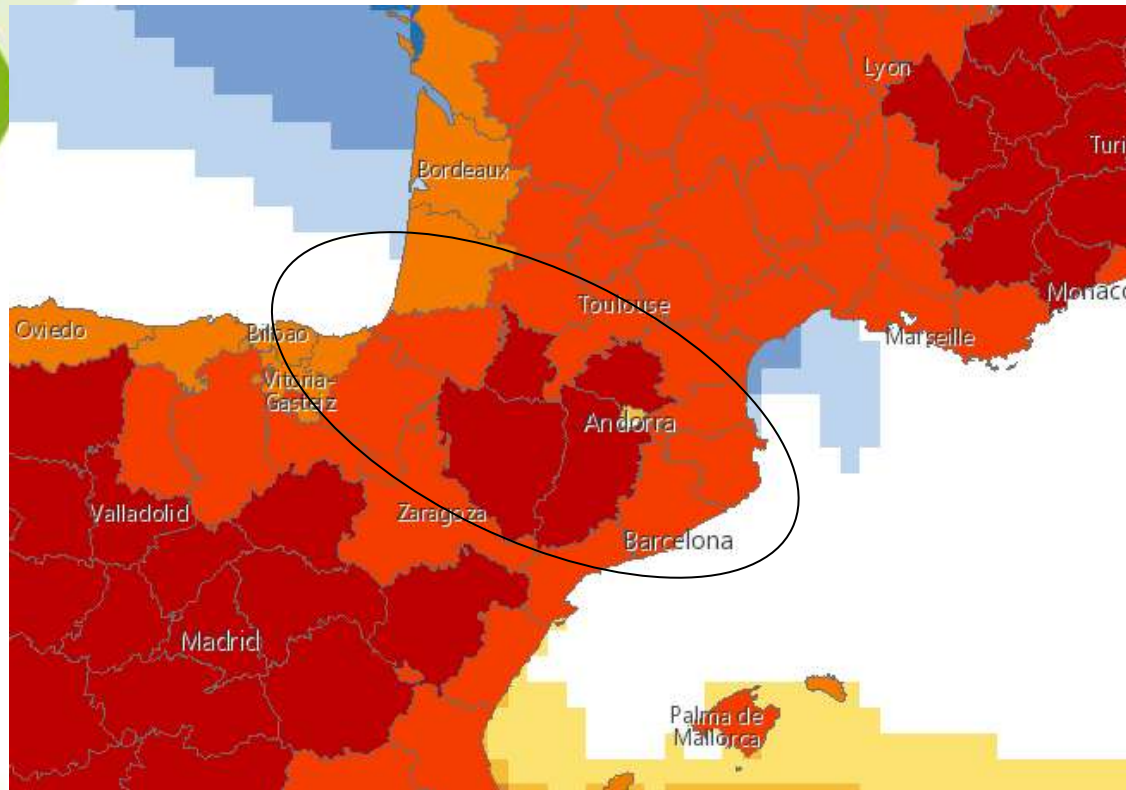 Lyon
Turi
Bordeaux
Monaco
Toulouse
Oviedo
Bilbao
Marseille
Vitoria-
Gasteiz
Andorra
Valladolid
Zaragoza
Barcelona
Madrid
Palma de
Mallorca